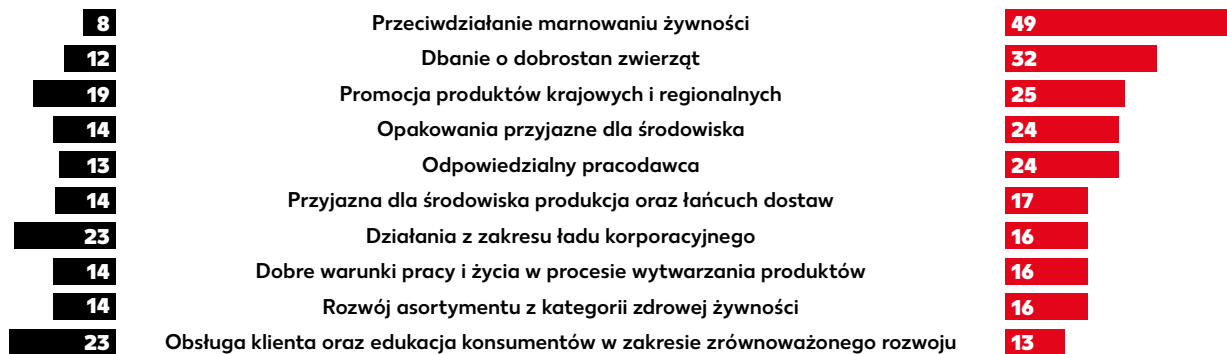 8 Przeciwdziałanie marnowaniu żywności 49
12 Dbanie o dobrostan zwierząt 32
19 Promocja produktów krajowych i regionalnych 25
14 Opakowania przyjazne dla środowiska 24
13 Odpowiedzialny pracodawca 24
14 Przyjazna dla środowiska produkcja oraz łańcuch dostaw 17
23 Działania z zakresu ładu korporacyjnego 16
14 Dobre warunki pracy i życia w procesie wytwarzania produktów 16
14 Rozwój asortymentu z kategorii zdrowej żywności 16
23 Obsługa klienta oraz edukacja konsumentów w zakresie zrównoważonego rozwoju 13